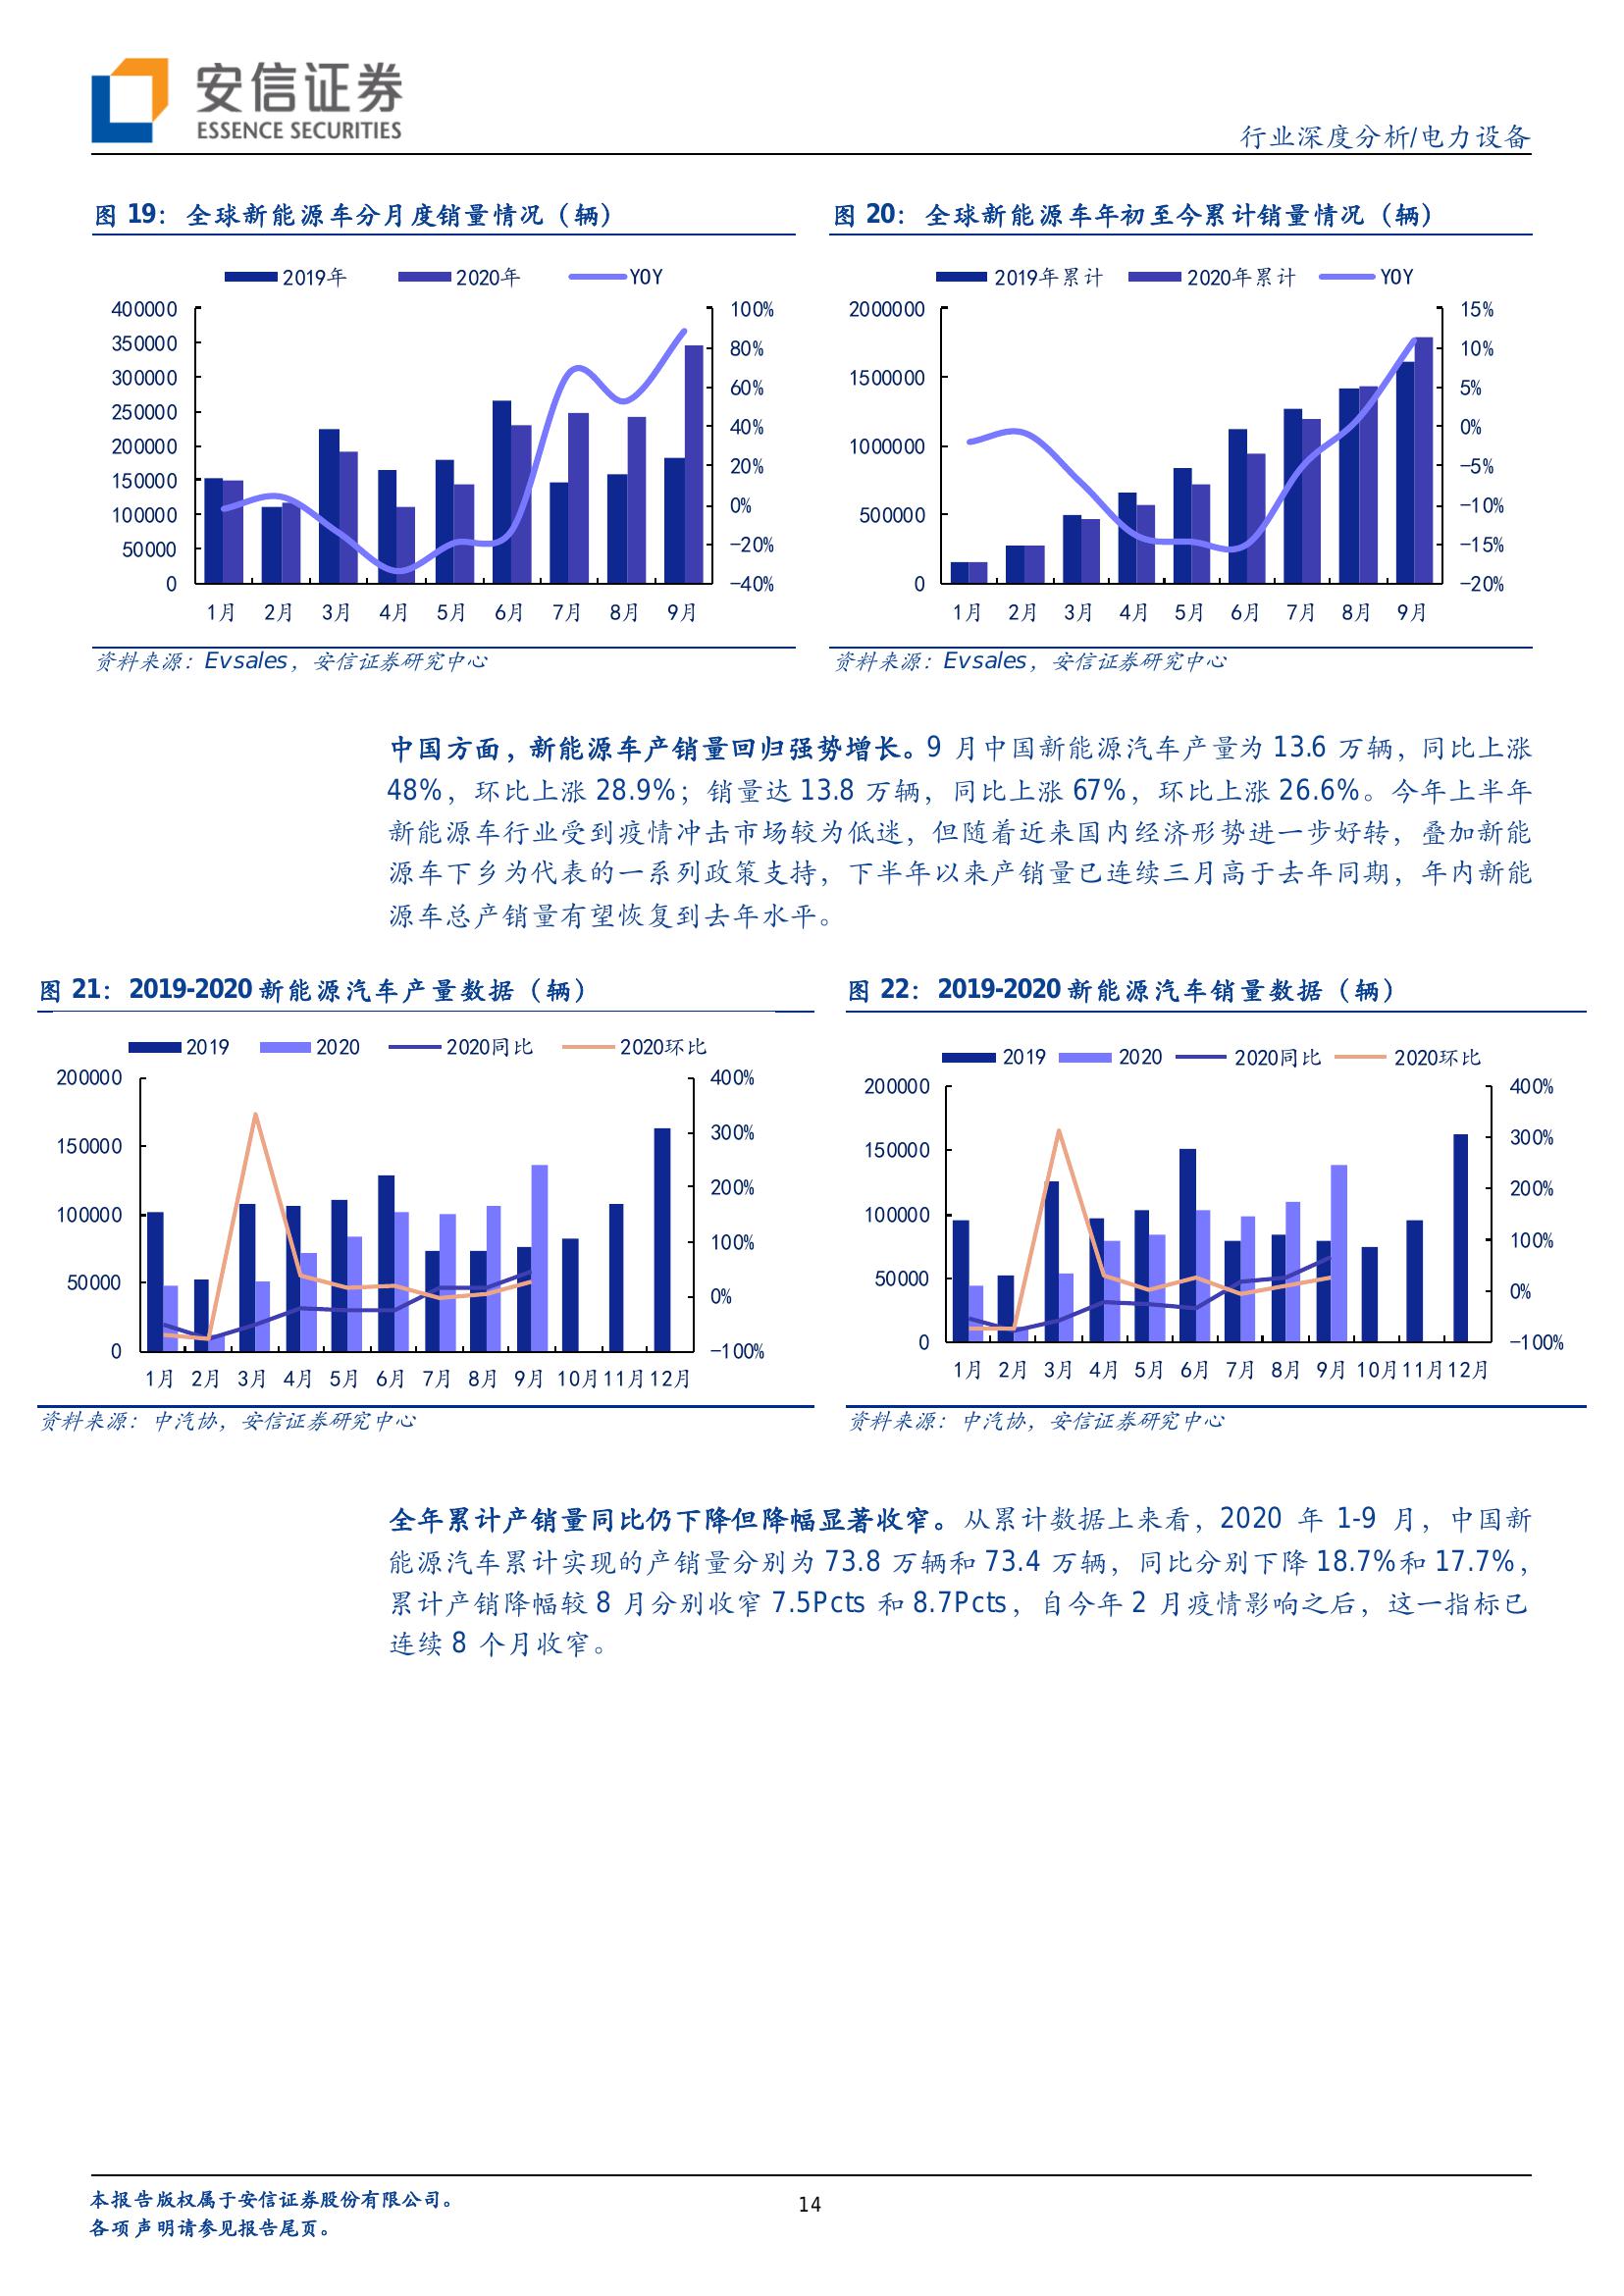 安信证券
ESSENCE SECURITIES
行业深度分析/电力设备
图 19：全球新能源车分月度销量情况（辆）
2019年 2020年 YOY
400000
350000
300000
250000
200000
150000
100000
50000
0
100%
80%
60%
40%
20%
0%
-20%
-40%
1月 2月 3月 4月 5月 6月 7月 8月 9月
资料来源：Evsales，安信证券研究中心
图 20：全球新能源车年初至今累计销量情况（辆）
2019年累计 2020年累计 YOY
2000000
1500000
1000000
500000
0
15%
10%
5%
0%
-5%
-10%
-15%
-20%
1月 2月 3月 4月 5月 6月 7月 8月 9月
资料来源：Evsales，安信证券研究中心
中国方面，新能源车产销量回归强势增长。9 月中国新能源汽车产量为 13.6 万辆，同比上涨
48%，环比上涨 28.9%；销量达 13.8 万辆，同比上涨 67%，环比上涨 26.6%。今年上半年
新能源车行业受到疫情冲击市场较为低迷，但随着近来国内经济形势进一步好转，叠加新能
源车下乡为代表的一系列政策支持，下半年以来产销量已连续三月高于去年同期，年内新能
源车总产销量有望恢复到去年水平。
图 21：2019-2020 新能源汽车产量数据（辆）
2019 2020 2020同比 2020环比
200000
150000
100000
50000
0
400%
300%
200%
100%
0%
-100%
1月 2月 3月 4月 5月 6月 7月 8月 9月 10月 11月 12月
资料来源：中汽协，安信证券研究中心
图 22：2019-2020 新能源汽车销量数据（辆）
2019 2020 2020同比 2020环比
200000
150000
100000
50000
0
400%
300%
200%
100%
0%
-100%
1月 2月 3月 4月 5月 6月 7月 8月 9月 10月 11月 12月
资料来源：中汽协，安信证券研究中心
全年累计产销量同比仍下降但降幅显著收窄。从累计数据上来看，2020 年 1-9 月，中国新
能源汽车累计实现的产销量分别为 73.8 万辆和 73.4 万辆，同比分别下降 18.7%和 17.7%，
累计产销降幅较 8 月分别收窄 7.5Pcts 和 8.7Pcts，自今年 2 月疫情影响之后，这一指标已
连续 8 个月收窄。
本报告版权属于安信证券股份有限公司。
各项声明请参见报告尾页。
14